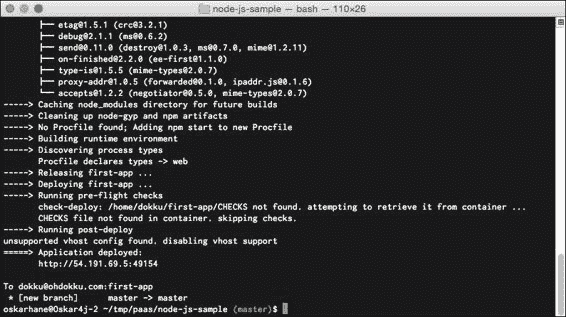 node-js-sample — bash — 110×26
├── etag@1.5.1 (crc@3.2.1)
├── debug@2.1.1 (ms@0.6.2)
├── send@0.11.0 (destroy@1.0.3, ms@0.7.0, mime@1.2.11)
├── on-finished@2.2.0 (ee-first@1.1.0)
├── type-is@1.5.5 (mime-types@2.0.7)
├── proxy-addr@1.0.5 (forwarded@0.1.0, ipaddr.js@0.1.6)
└── accepts@1.2.2 (negotiator@0.5.0, mime-types@2.0.7)
-----> Caching node_modules directory for future builds
-----> Cleaning up node-gyp and npm artifacts
-----> No Procfile found; Adding npm start to new Procfile
-----> Building runtime environment
-----> Discovering process types
Procfile declares types -> web
-----> Releasing first-app ...
-----> Deploying first-app ...
-----> Running pre-flight checks
check-deploy: /home/dokku/first-app/CHECKS not found. attempting to retrieve it from container ...
CHECKS file not found in container. skipping checks.
-----> Running post-deploy
unsupported vhost config found. disabling vhost support
=====> Application deployed:
http://54.191.69.5:49154
To dokku@ohdokku.com:first-app
* [new branch] master -> master
oskarhane@Oskar4j-2 ~/tmp/paas/node-js-sample (master)$